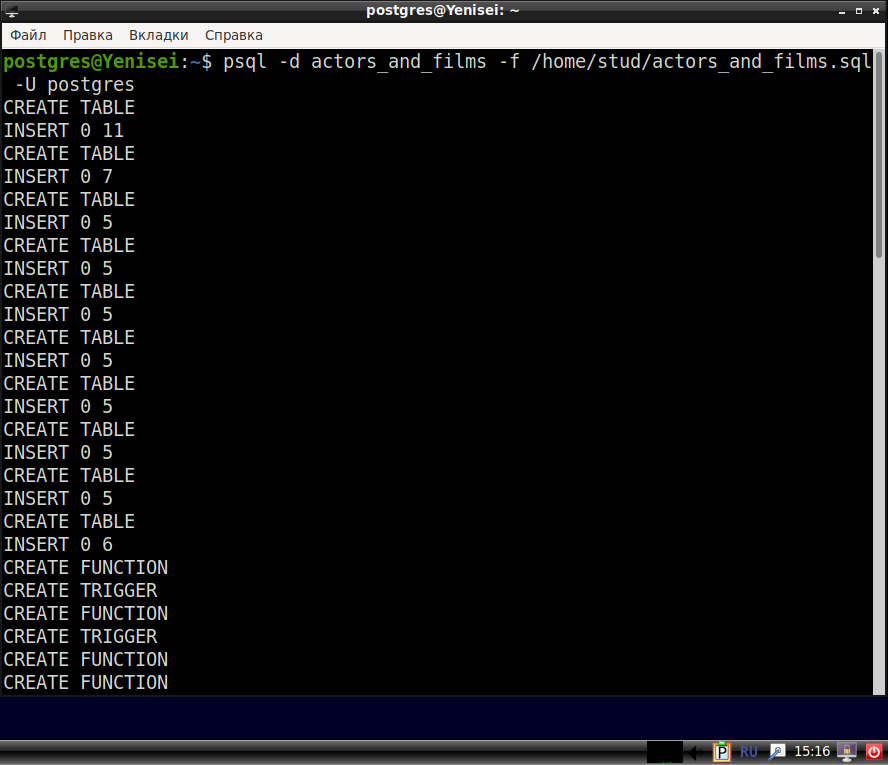 postgres@Yenisei: ~
Файл Правка Вкладки Справка
postgres@Yenisei:~$ psql -d actors_and_films -f /home/stud/actors_and_films.sql
 -U postgres
CREATE TABLE
INSERT 0 11
CREATE TABLE
INSERT 0 7
CREATE TABLE
INSERT 0 5
CREATE TABLE
INSERT 0 5
CREATE TABLE
INSERT 0 5
CREATE TABLE
INSERT 0 5
CREATE TABLE
INSERT 0 5
CREATE TABLE
INSERT 0 5
CREATE TABLE
INSERT 0 5
CREATE TABLE
INSERT 0 6
CREATE FUNCTION
CREATE TRIGGER
CREATE FUNCTION
CREATE TRIGGER
CREATE FUNCTION
CREATE FUNCTION
P RU 15:16